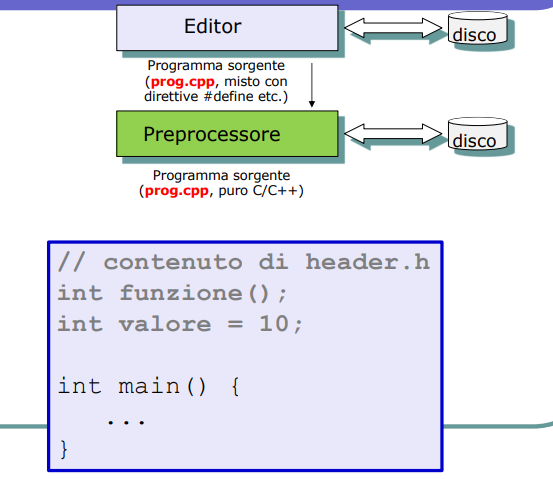 Editor
disco
Programma sorgente
(prog.cpp, misto con
direttive #define etc.)
Preprocessore
disco
Programma sorgente
(prog.cpp, puro C/C++)
// contenuto di header.h
int funzione();
int valore = 10;
int main() {
...
}